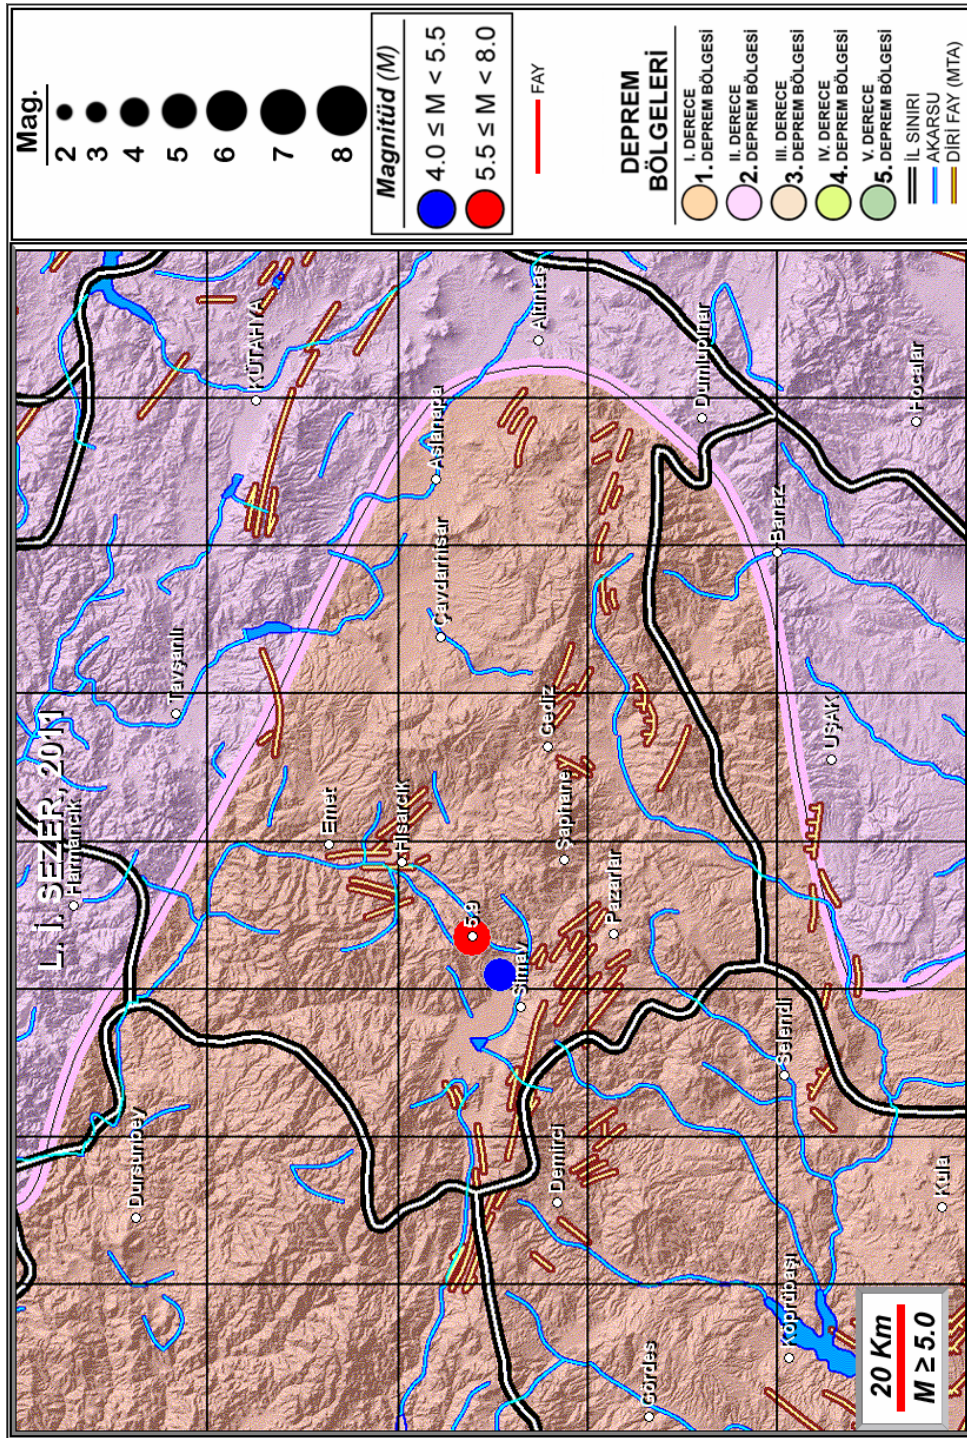 Mag.
2
3
4
5
6
7
8
Magnitüd (M)
4.0 ≤ M < 5.5
5.5 ≤ M < 8.0
FAY
DEPREM
BÖLGELERİ
I. DERECE
1. DEPREM BÖLGESİ
II. DERECE
2. DEPREM BÖLGESİ
III. DERECE
3. DEPREM BÖLGESİ
IV. DERECE
4. DEPREM BÖLGESİ
V. DERECE
5. DEPREM BÖLGESİ
İL SINIRI
AKARSU
DİRİ FAY (MTA)
L. İ. SEZER, 2011
Harmancık
Tavşanlı
KÜTAHYA
Dursunbey
Emet
Hisarcık
Çavdarhisar
Aslanapa
Altıntaş
5.9
Simav
Gediz
Şaphane
Pazarlar
Dumlupınar
Demirci
Banaz
Hocalar
UŞAK
Selendi
Gördes
Köprübaşı
Kula
20 Km
M ≥ 5.0